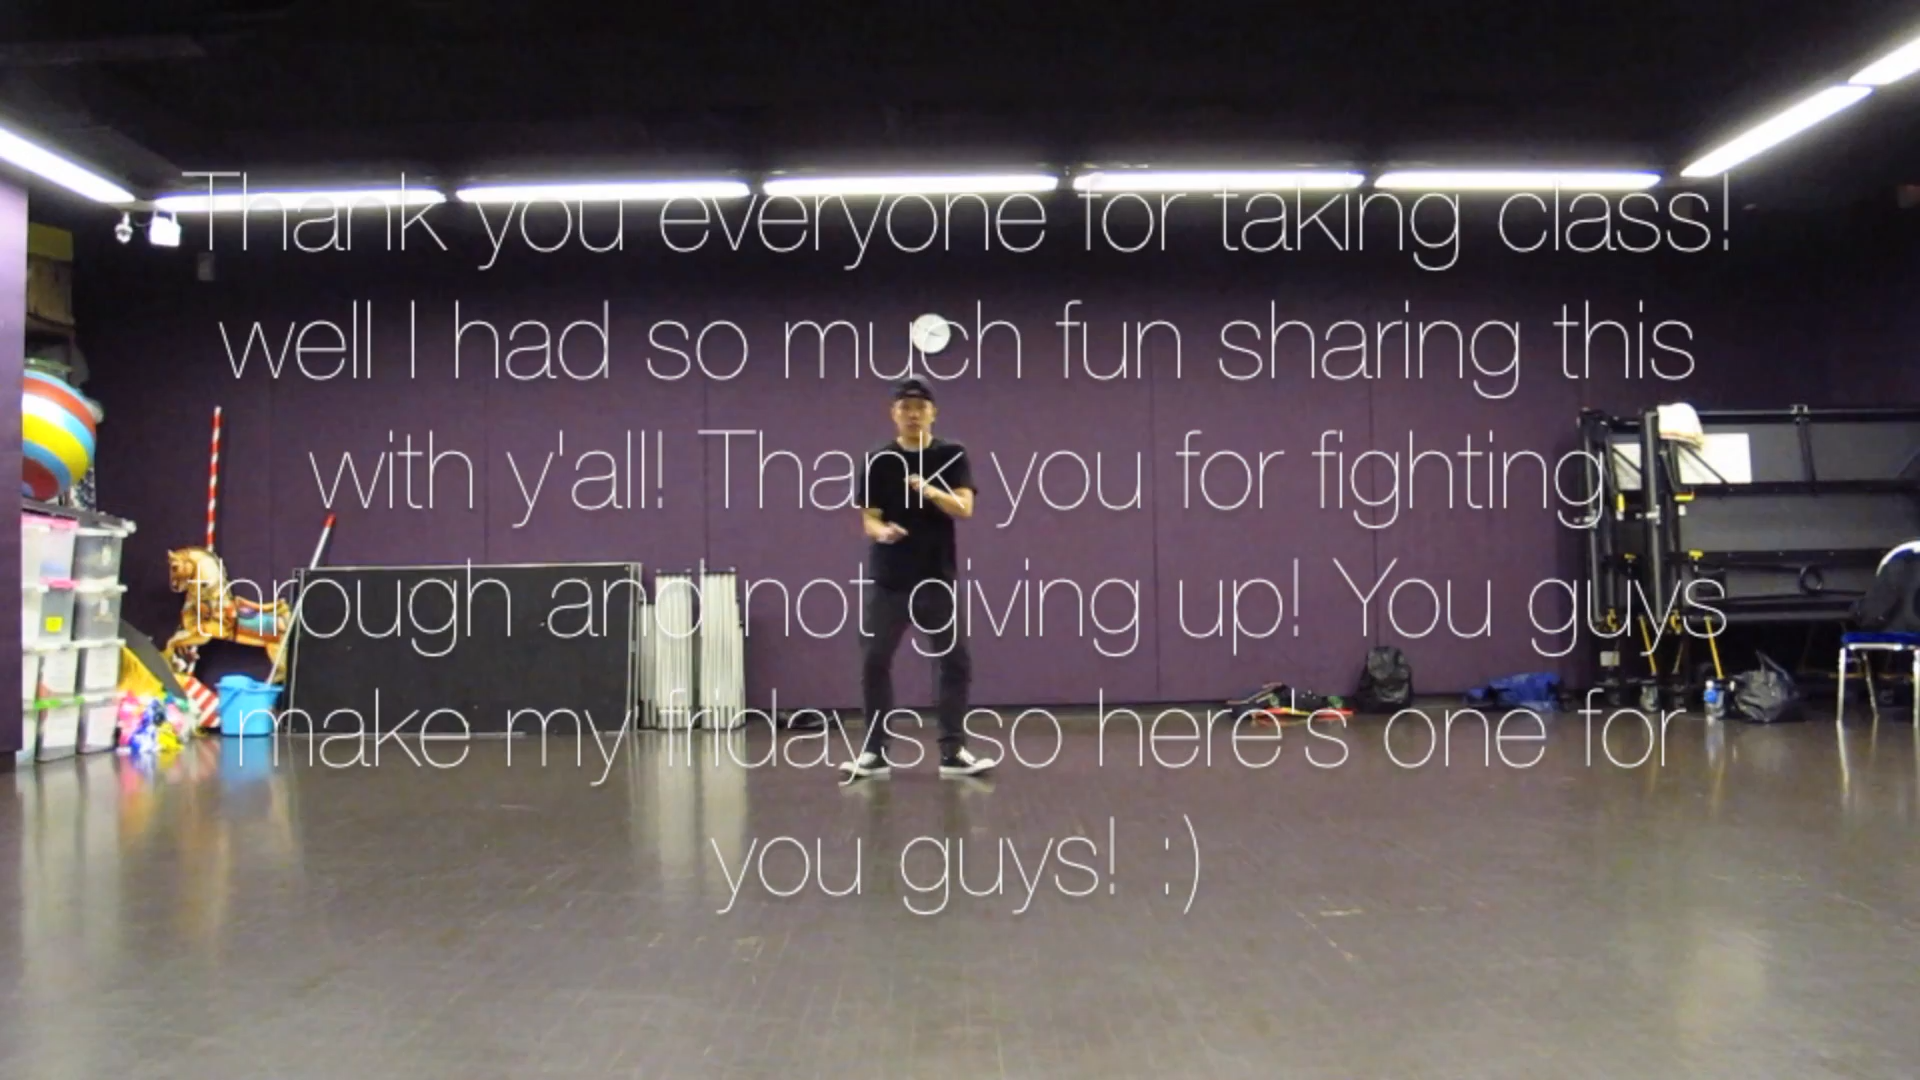 Thank you everyone for taking class!
well I had so much fun sharing this
with y'all! Thank you for fighting
through and not giving up! You guys
make my fridays so here's one for
you guys! :)